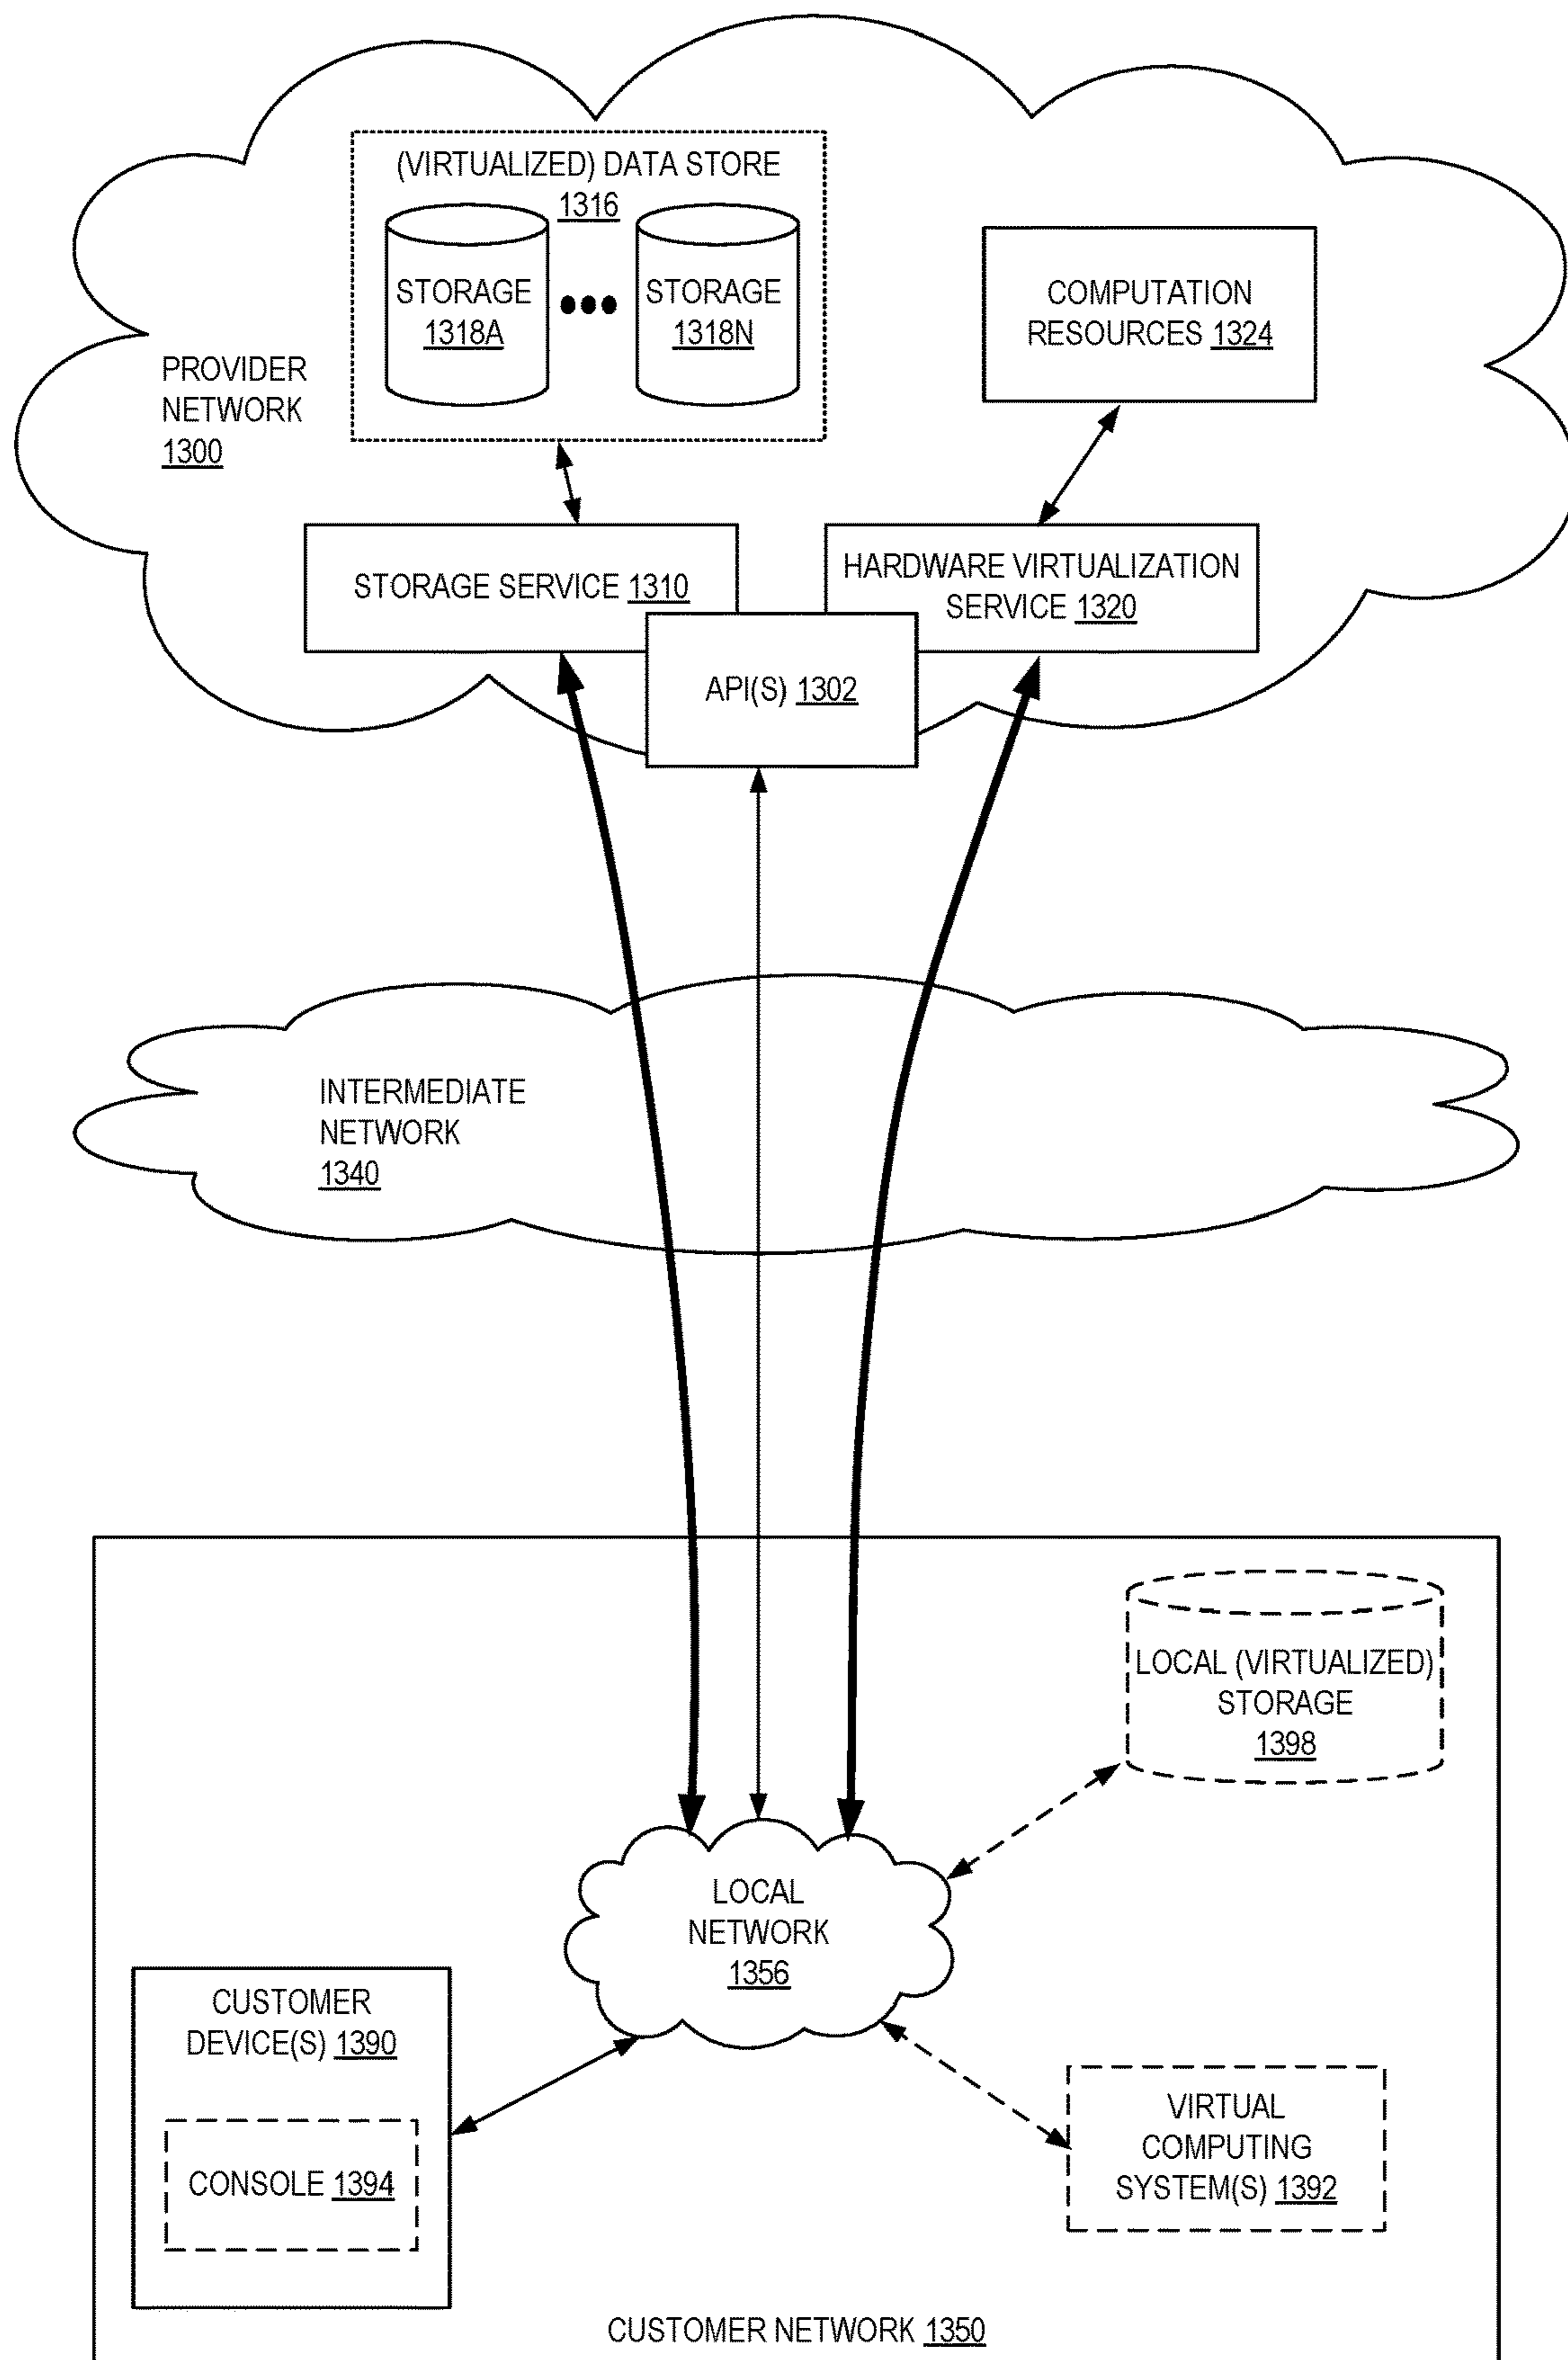 (VIRTUALIZED) DATA STORE
1316
STORAGE
1318A
STORAGE
1318N
COMPUTATION
RESOURCES 1324
PROVIDER
NETWORK
1300
STORAGE SERVICE 1310
HARDWARE VIRTUALIZATION
SERVICE 1320
API(S) 1302
INTERMEDIATE
NETWORK
1340
LOCAL (VIRTUALIZED)
STORAGE
1398
LOCAL
NETWORK
1356
CUSTOMER
DEVICE(S) 1390
CONSOLE 1394
VIRTUAL
COMPUTING
SYSTEM(S) 1392
CUSTOMER NETWORK 1350